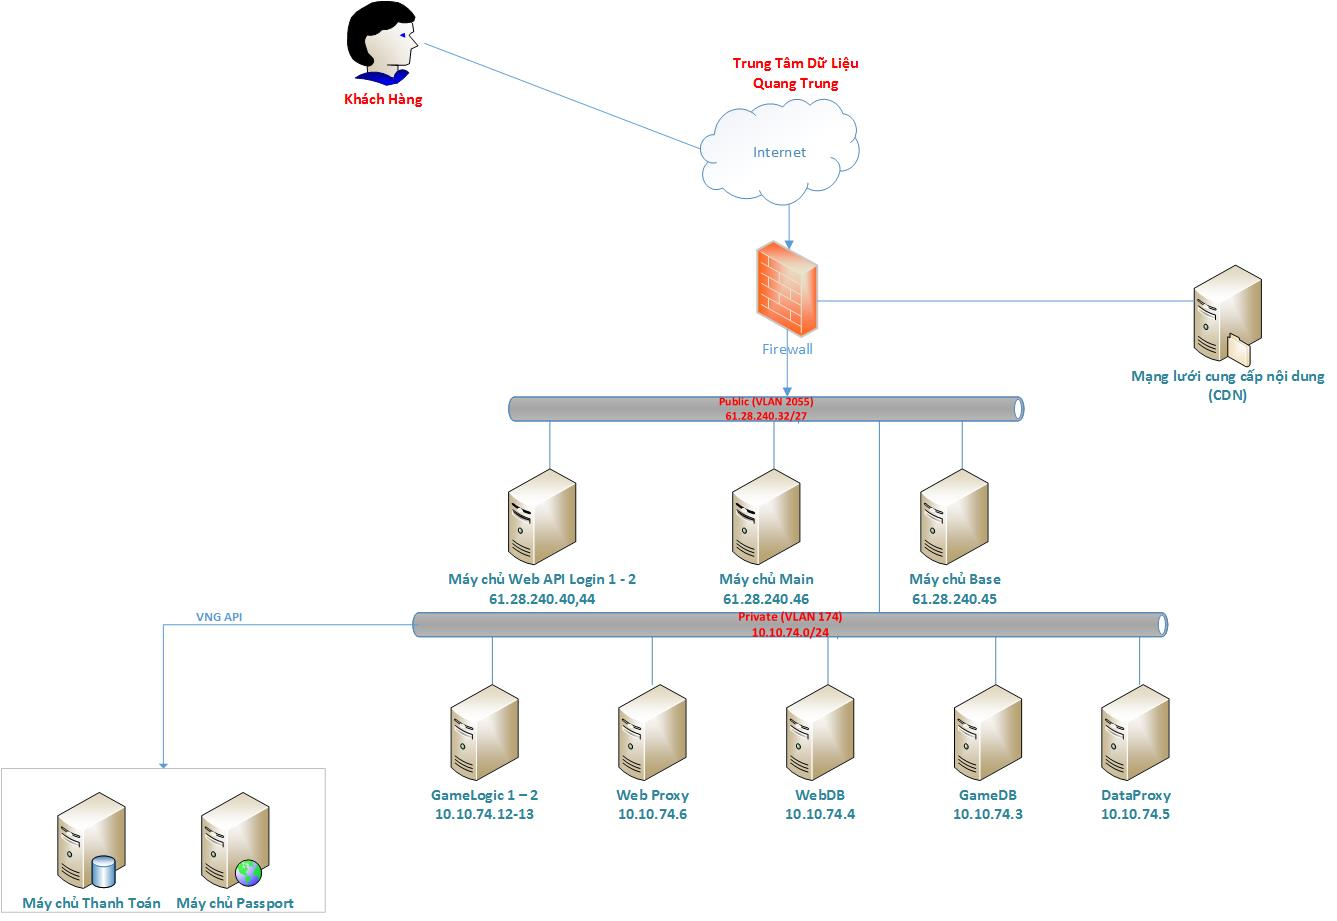 Trung Tâm Dữ Liệu
Quang Trung
Khách Hàng
Internet
Firewall
Mạng lưới cung cấp nội dung
(CDN)
Public (VLAN 2055)
61.28.240.32/27
Máy chủ Web API Login 1 - 2
61.28.240.40,44
Máy chủ Main
61.28.240.46
Máy chủ Base
61.28.240.45
VNG API
Private (VLAN 174)
10.10.74.0/24
GameLogic 1 – 2
10.10.74.12-13
Web Proxy
10.10.74.6
WebDB
10.10.74.4
GameDB
10.10.74.3
DataProxy
10.10.74.5
Máy chủ Thanh Toán
Máy chủ Passport